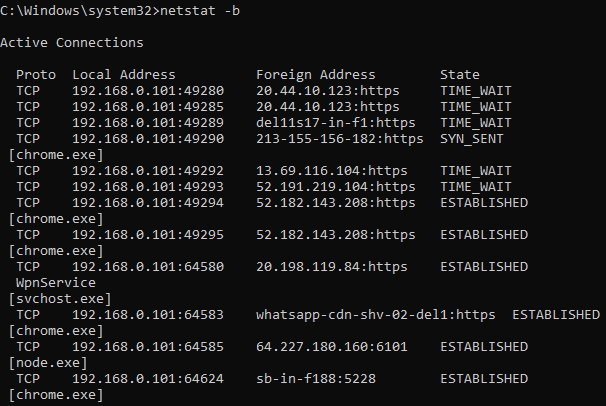 C:\Windows\system32>netstat -b
Active Connections
Proto Local Address Foreign Address State
TCP 192.168.0.101:49280 20.44.10.123:https TIME_WAIT
TCP 192.168.0.101:49285 20.44.10.123:https TIME_WAIT
TCP 192.168.0.101:49289 del11s17-in-f1:https TIME_WAIT
TCP 192.168.0.101:49290 213-155-156-182:https SYN_SENT
[chrome.exe]
TCP 192.168.0.101:49292 13.69.116.104:https TIME_WAIT
TCP 192.168.0.101:49293 52.191.219.104:https TIME_WAIT
TCP 192.168.0.101:49294 52.182.143.208:https ESTABLISHED
[chrome.exe]
TCP 192.168.0.101:49295 52.182.143.208:https ESTABLISHED
[chrome.exe]
TCP 192.168.0.101:64580 20.198.119.84:https ESTABLISHED
WpnService
[svchost.exe]
TCP 192.168.0.101:64583 whatsapp-cdn-shv-02-del1:https ESTABLISHED
[chrome.exe]
TCP 192.168.0.101:64585 64.227.180.160:6101 ESTABLISHED
[node.exe]
TCP 192.168.0.101:64624 sb-in-f188:5228 ESTABLISHED
[chrome.exe]